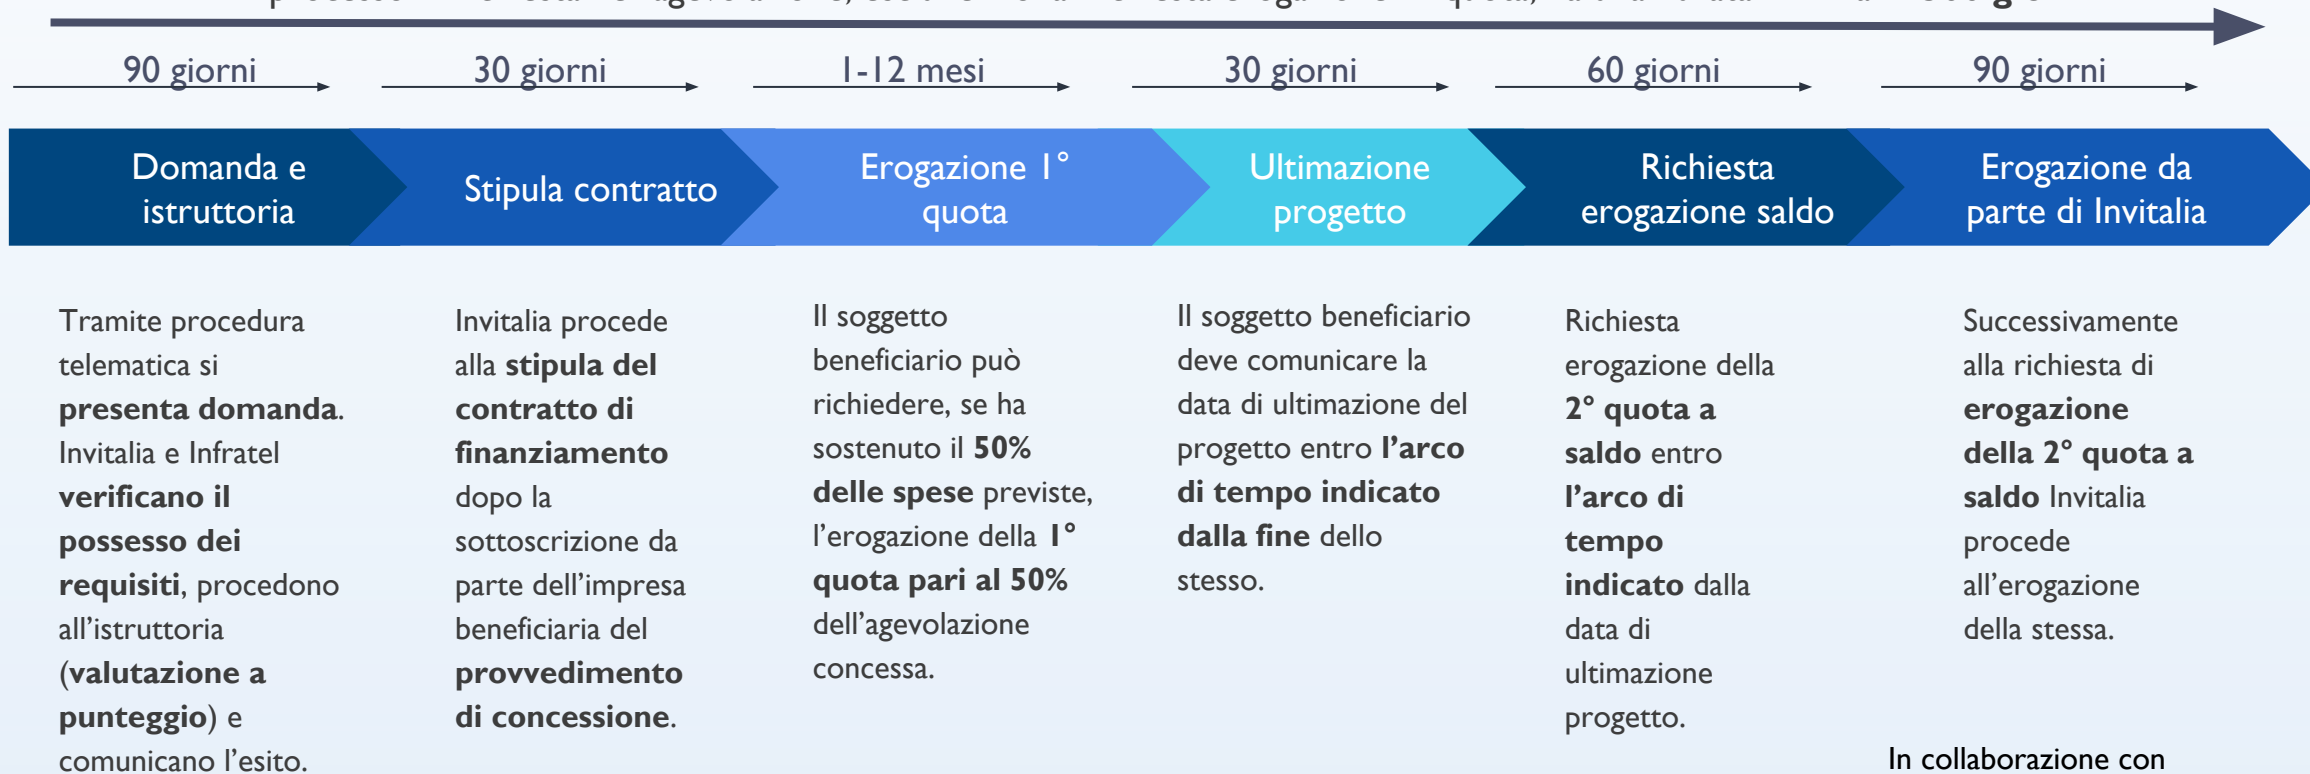 90 giorni
30 giorni
1-12 mesi
30 giorni
60 giorni
90 giorni
Domanda e
istruttoria
Stipula contratto
Erogazione 1°
quota
Ultimazione
progetto
Richiesta
erogazione saldo
Erogazione da
parte di Invitalia
Tramite procedura
telematica si
presenta domanda.
Invitalia e Infratel
verificano il
possesso dei
requisiti, procedono
all’istruttoria
(valutazione a
punteggio) e
comunicano l’esito.
Invitalia procede
alla stipula del
contratto di
finanziamento
dopo la
sottoscrizione da
parte dell’impresa
beneficiaria del
provvedimento
di concessione.
Il soggetto
beneficiario può
richiedere, se ha
sostenuto il 50%
delle spese previste,
l’erogazione della 1°
quota pari al 50%
dell’agevolazione
concessa.
Il soggetto beneficiario
deve comunicare la
data di ultimazione del
progetto entro l’arco
di tempo indicato
dalla fine dello
stesso.
Richiesta
erogazione della
2° quota a
saldo entro
l’arco di
tempo
indicato dalla
data di
ultimazione
progetto.
Successivamente
alla richiesta di
erogazione
della 2° quota a
saldo Invitalia
procede
all’erogazione
della stessa.
In collaborazione con